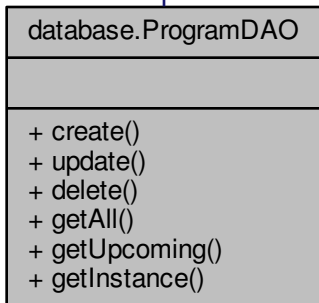 database.ProgramDAO
+ create()
+ update()
+ delete()
+ getAll()
+ getUpcoming()
+ getInstance()